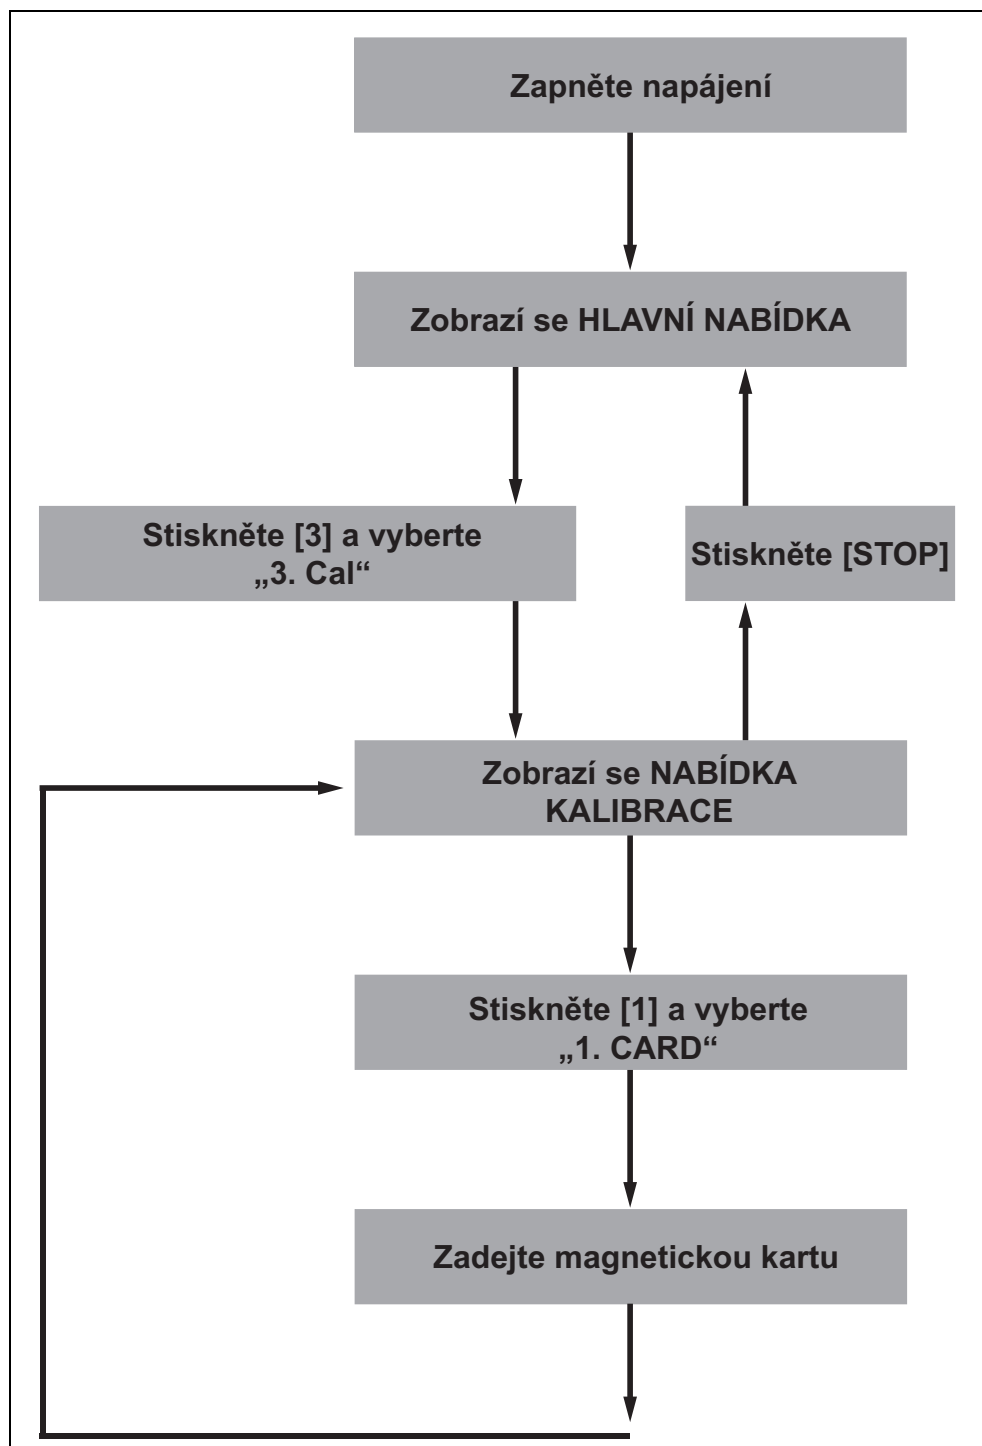 Zapněte napájení
Zobrazí se HLAVNÍ NABÍDKA
Stiskněte [3] a vyberte
„3. Cal“
Stiskněte [STOP]
Zobrazí se NABÍDKA
KALIBRACE
Stiskněte [1] a vyberte
„1. CARD“
Zadejte magnetickou kartu